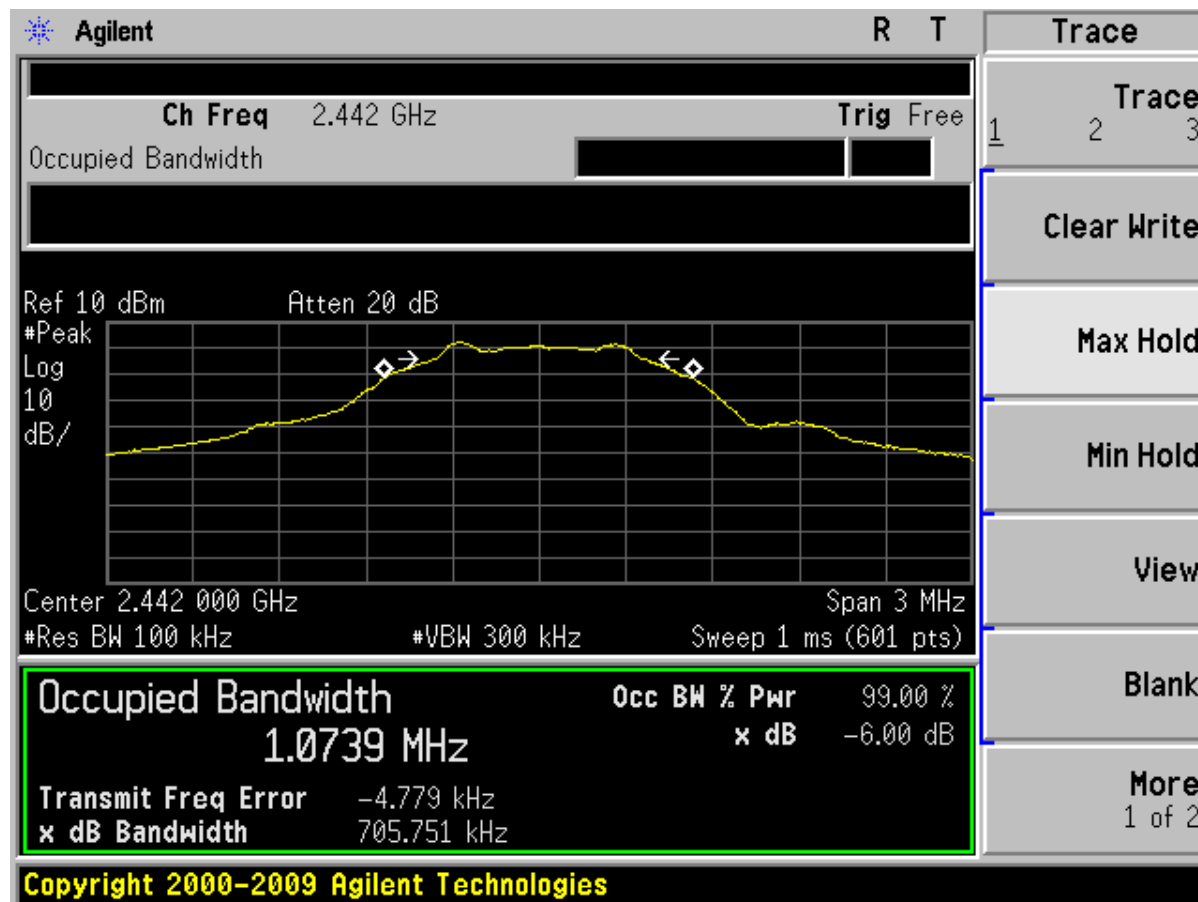 Agilent R T
Ch Freq 2.442 GHz Trig Free
Occupied Bandwidth
Ref 10 dBm Atten 20 dB
#Peak
Log
10
dB/
Center 2.442 000 GHz Span 3 MHz
#Res BW 100 kHz #VBW 300 kHz Sweep 1 ms (601 pts)
Occupied Bandwidth Occ BW % Pwr 99.00 %
1.0739 MHz x dB -6.00 dB
Transmit Freq Error -4.779 kHz
x dB Bandwidth 705.751 kHz
Copyright 2000-2009 Agilent Technologies
Trace
Trace
1 2 3
Clear Write
Max Hold
Min Hold
View
Blank
More
1 of 2